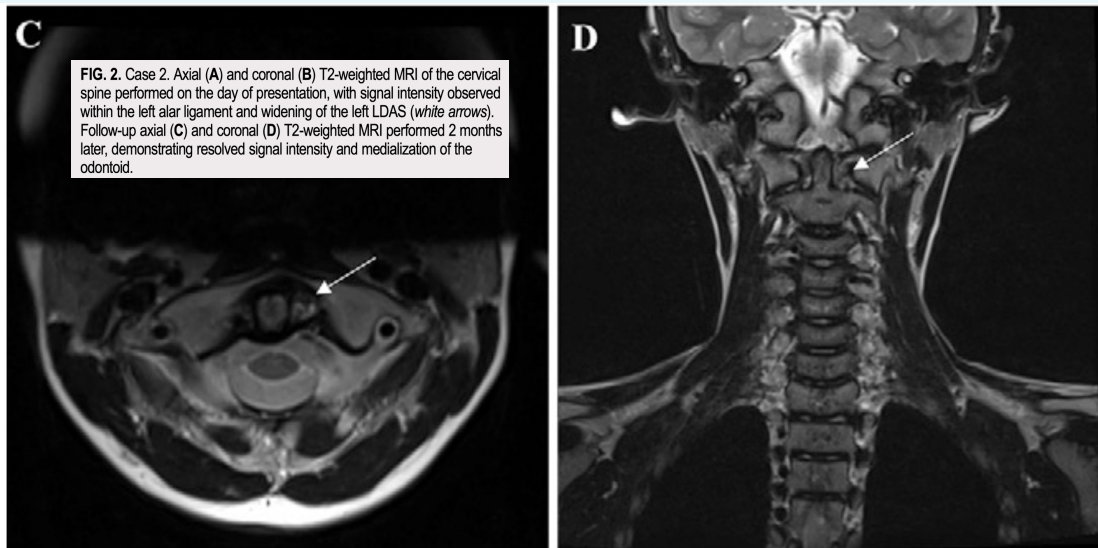 C
FIG. 2. Case 2. Axial (A) and coronal (B) T2-weighted MRI of the cervical
spine performed on the day of presentation, with signal intensity observed
within the left alar ligament and widening of the left LDAS (white arrows).
Follow-up axial (C) and coronal (D) T2-weighted MRI performed 2 months
later, demonstrating resolved signal intensity and medialization of the
odontoid.
D